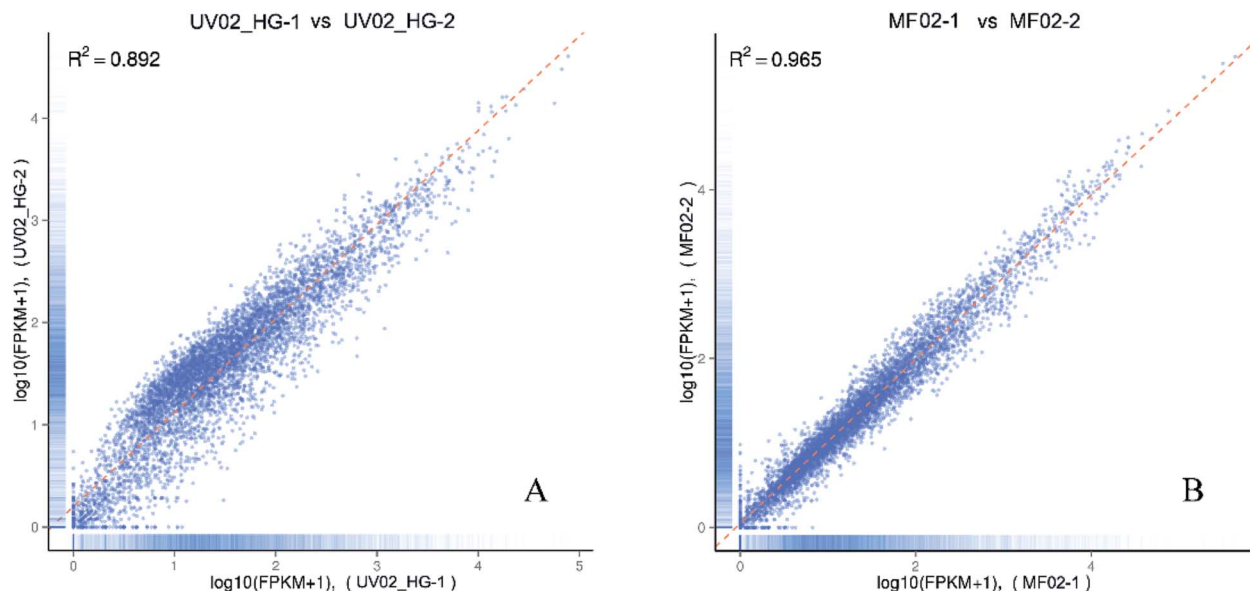 UV02_HG-1 vs UV02_HG-2
R² = 0.892
log10(FPKM+1), ( UV02_HG-2)
4
3
2
1
0
A
0 1 2 3 4 5
log10(FPKM+1), ( UV02_HG-1)
MF02-1 vs MF02-2
R² = 0.965
log10(FPKM+1), ( MF02-2)
4
2
0
B
0 2 4
log10(FPKM+1), ( MF02-1)